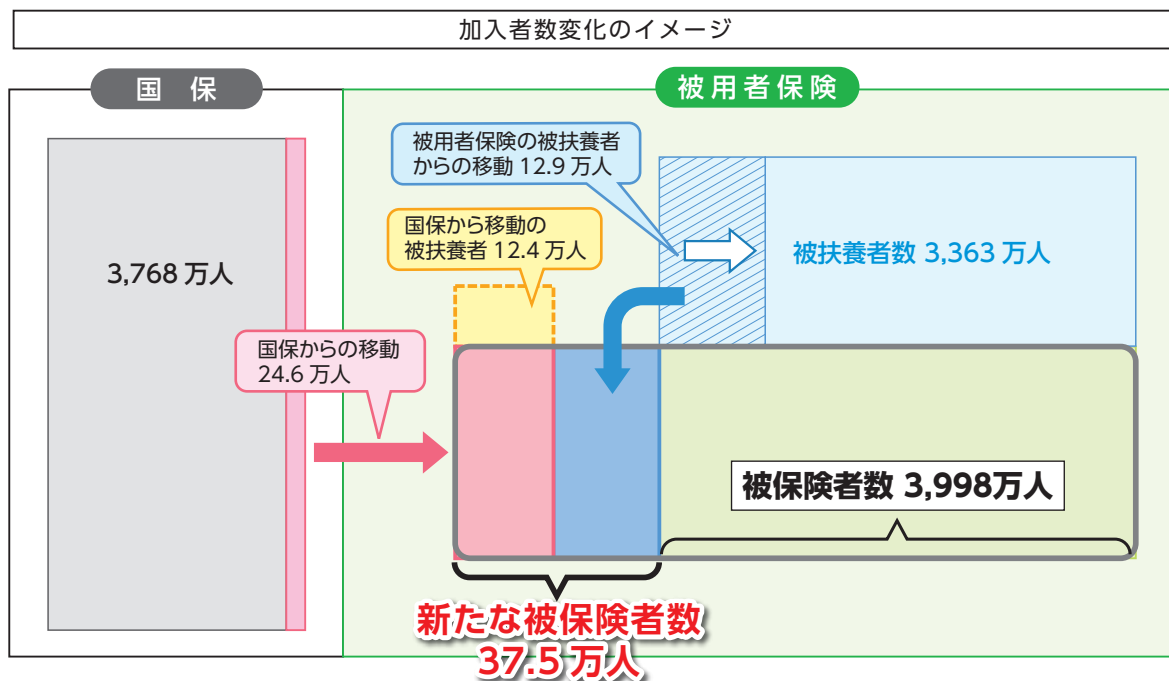 加入者数変化のイメージ
国 保
被用者保険
被用者保険の被扶養者
からの移動 12.9 万人
国保から移動の
被扶養者 12.4 万人
3,768 万人
被扶養者数 3,363 万人
国保からの移動
24.6 万人
被保険者数 3,998万人
新たな被保険者数
37.5 万人